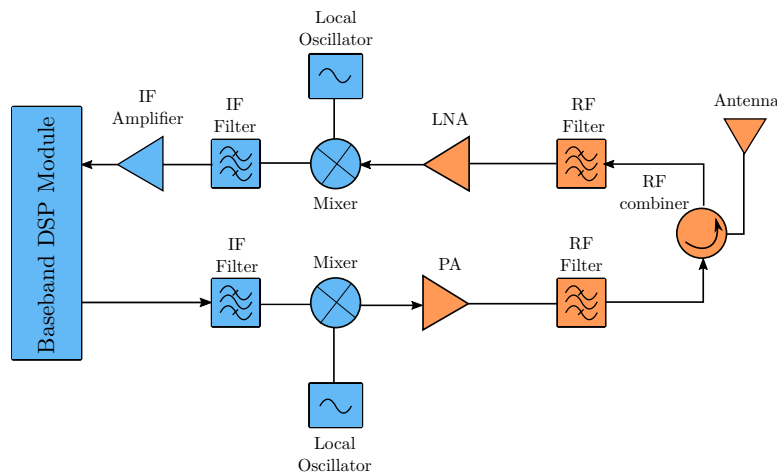 Local
Oscillator
IF
Amplifier
IF
Filter
LNA
RF
Filter
Antenna
Mixer
RF
combiner
Baseband DSP Module
IF
Filter
Mixer
PA
RF
Filter
Local
Oscillator